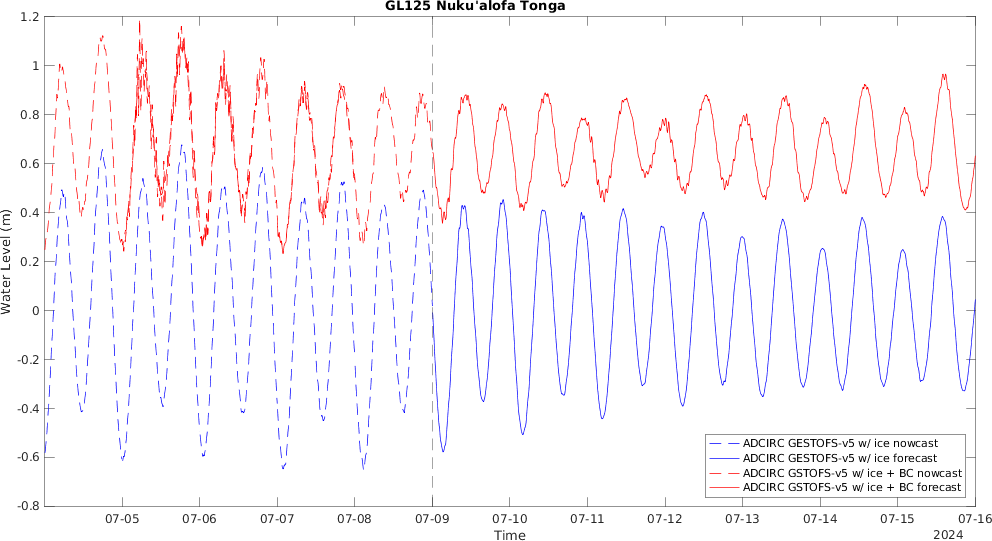 GL125 Nuku'alofa Tonga
Water Level (m)
1.2
1
0.8
0.6
0.4
0.2
0
-0.2
-0.4
-0.6
-0.8
ADCIRC GESTOFS-v5 w/ ice nowcast
ADCIRC GESTOFS-v5 w/ ice forecast
ADCIRC GSTOFS-v5 w/ ice + BC nowcast
ADCIRC GSTOFS-v5 w/ ice + BC forecast
07-05 07-06 07-07 07-08 07-09 07-10 07-11 07-12 07-13 07-14 07-15 07-16
Time
2024